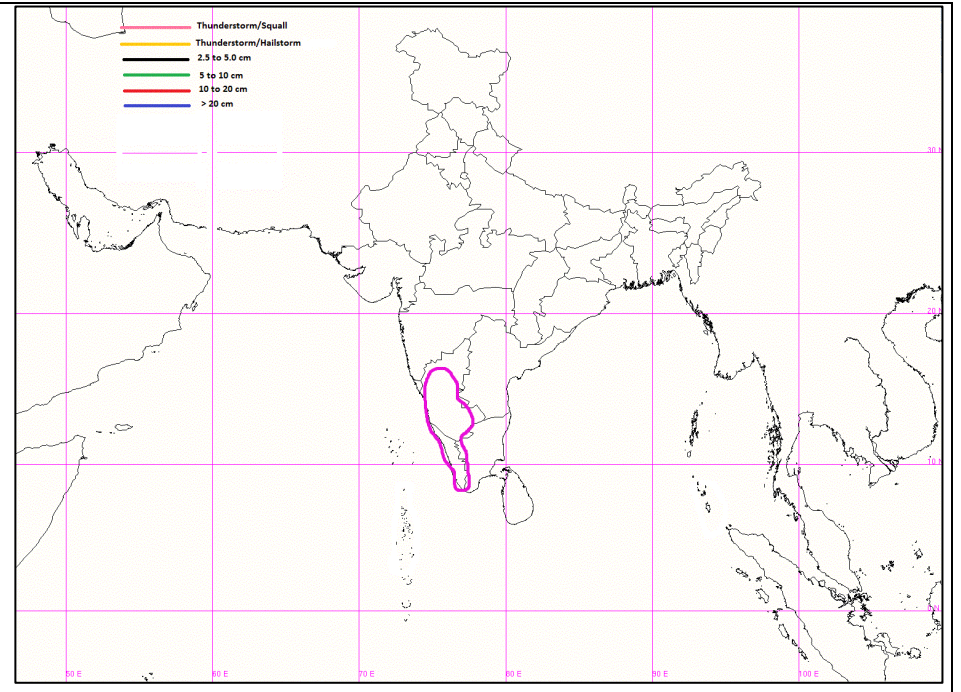 Thunderstorm/Squall
Thunderstorm/Hailstorm
2.5 to 5.0 cm
5 to 10 cm
10 to 20 cm
> 20 cm
30 N
20 N
10 N
50 E
60 E
70 E
80 E
90 E
100 E